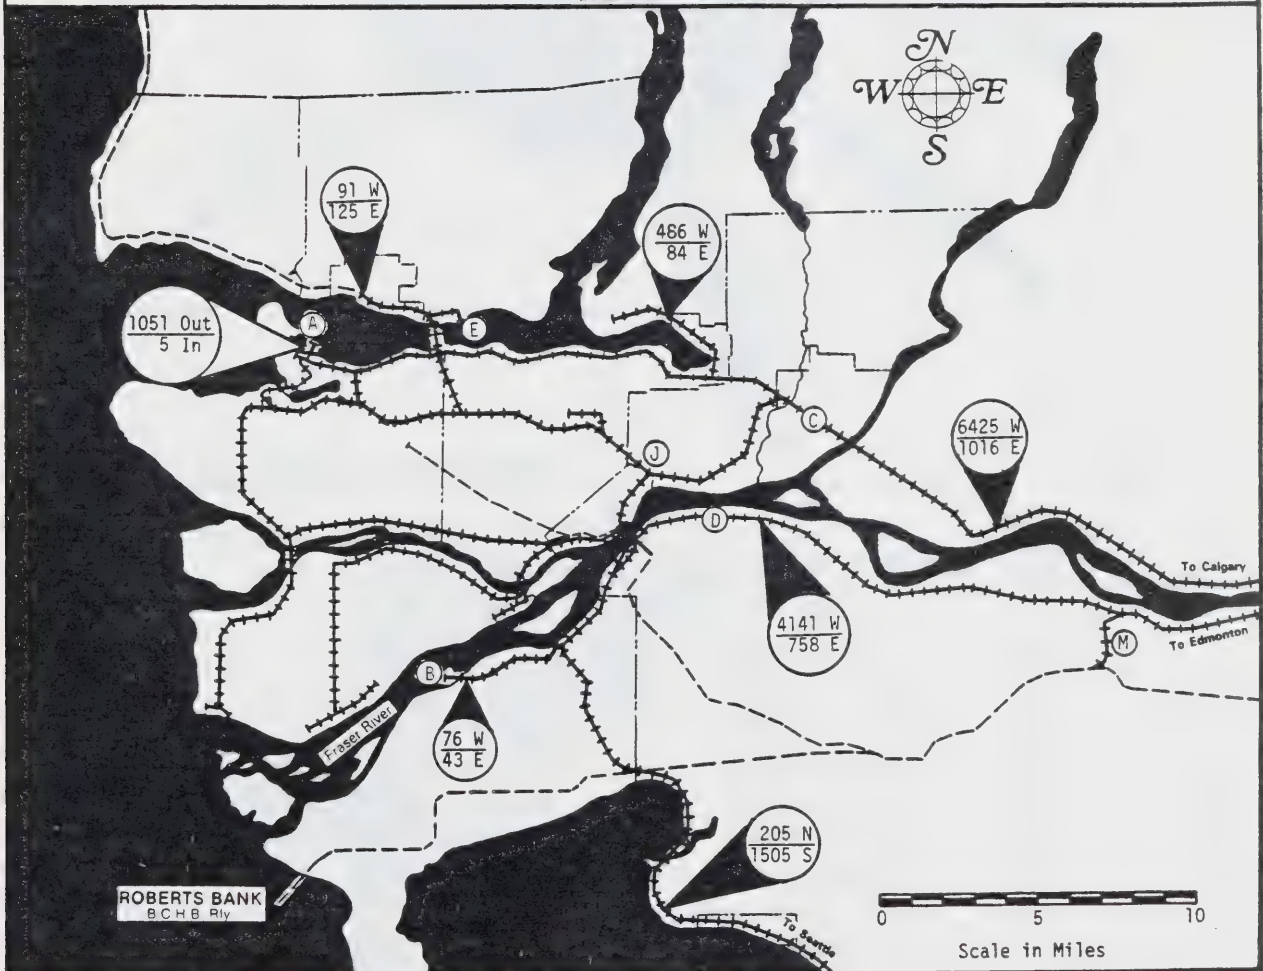 N
W E
S
91 W
125 E
486 W
84 E
1051 Out
5 In
A
E
C
6425 W
1016 E
J
D
To Calgary
4141 W
758 E
To Edmonton
M
B
Fraser River
76 W
43 E
205 N
1505 S
ROBERTS BANK
B C H B Rly
To Seattle
0 5 10
Scale in Miles